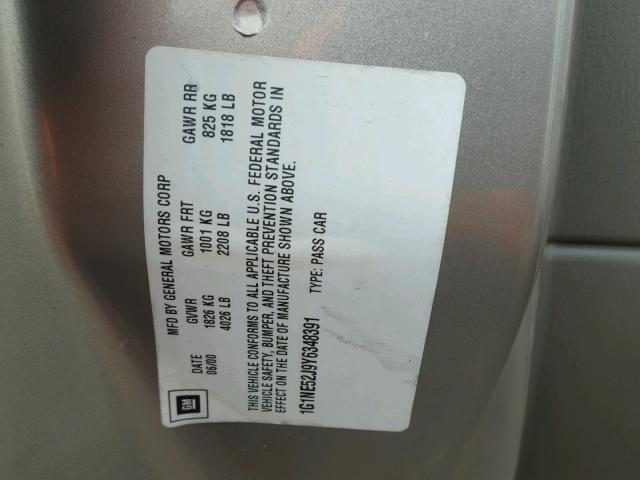 GM
MFD BY GENERAL MOTORS CORP
DATE GVWR GAWR FRT GAWR RR
06/00 1826 KG 1001 KG 825 KG
4026 LB 2208 LB 1818 LB
THIS VEHICLE CONFORMS TO ALL APPLICABLE U.S. FEDERAL MOTOR
VEHICLE SAFETY, BUMPER, AND THEFT PREVENTION STANDARDS IN
EFFECT ON THE DATE OF MANUFACTURE SHOWN ABOVE.
1G1NE52J9Y6348391 TYPE: PASS CAR